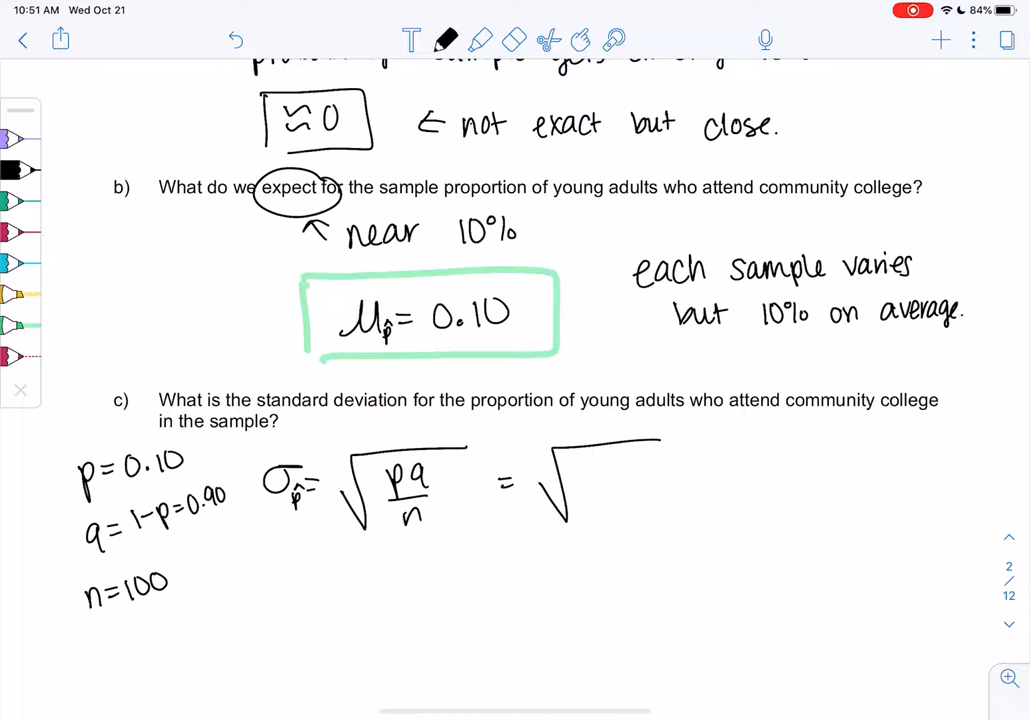 10:51 AM Wed Oct 21
84%
T
≈0 ← not exact but close.
b) What do we expect for the sample proportion of young adults who attend community college?
↑ near 10%
each sample varies
but 10% on average.
μp̂ = 0.10
c) What is the standard deviation for the proportion of young adults who attend community college
in the sample?
p = 0.10
σp̂ = √(pq/n) = √
q = 1-p = 0.90
n = 100
2
/
12